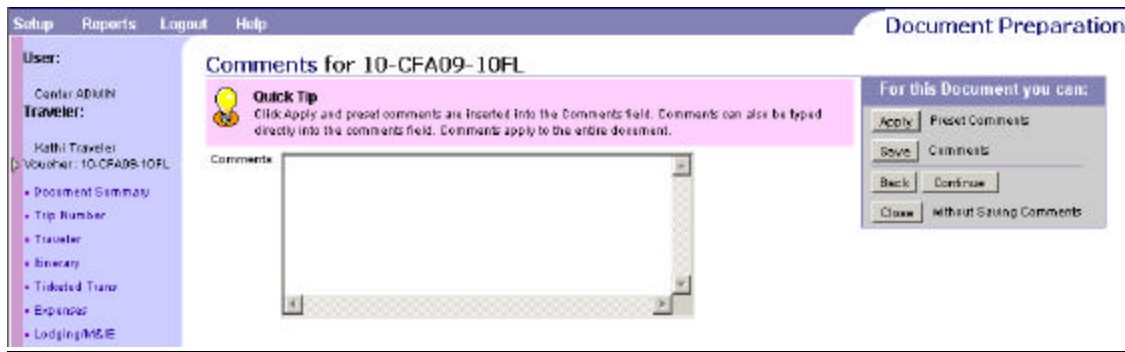 Setup Reports Logout Help
Document Preparation
User:
Center ADMIN
Traveler:
Kathi Traveler
Voucher: 10-CFA09-10FL
Document Summary
Trip Number
Traveler
Itinerary
Ticketed Trans
Expenses
Lodging/M&IE
Comments for 10-CFA09-10FL
Quick Tip
Click Apply and preset comments are inserted into the Comments field. Comments can also be typed
directly into the comments field. Comments apply to the entire document.
Comments
For this Document you can:
Apply Preset Comments
Save Comments
Back Continue
Close without Saving Comments